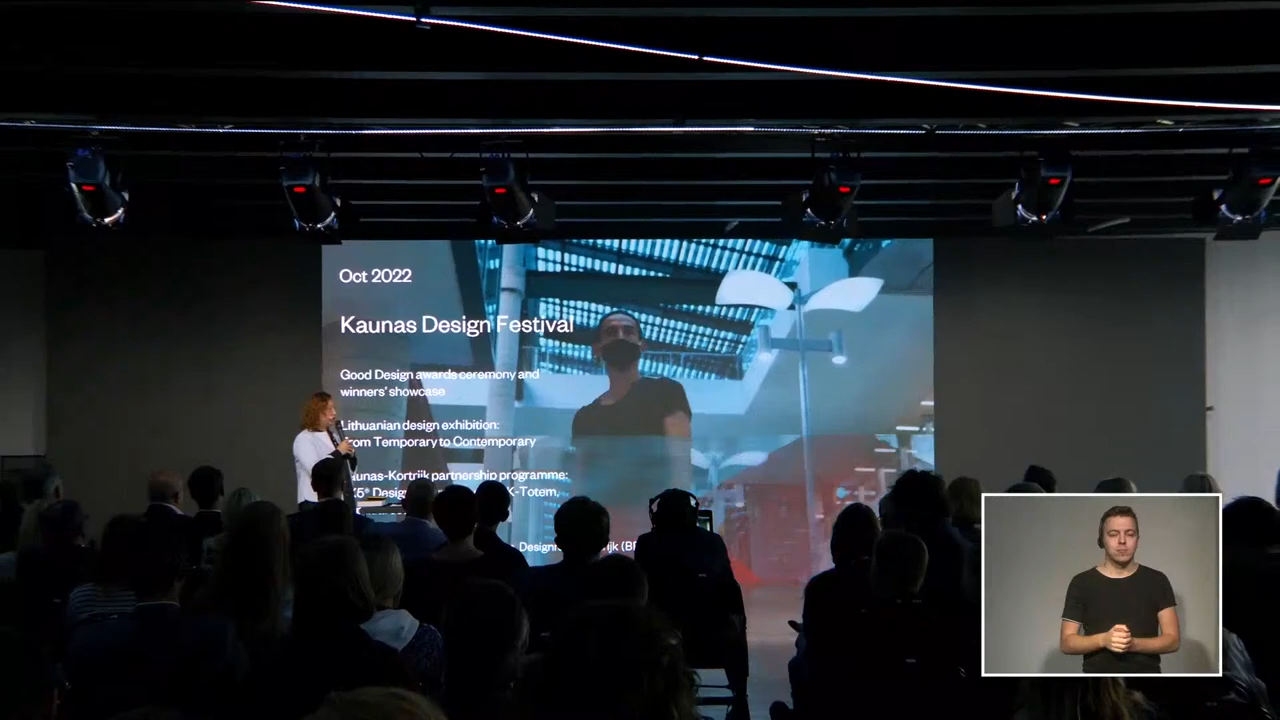 Oct 2022
Kaunas Design Festival
Good Design awards ceremony and
winners' showcase
Lithuanian design exhibition:
From Temporary to Contemporary
Kaunas-Kortrijk partnership programme:
K-Totem,